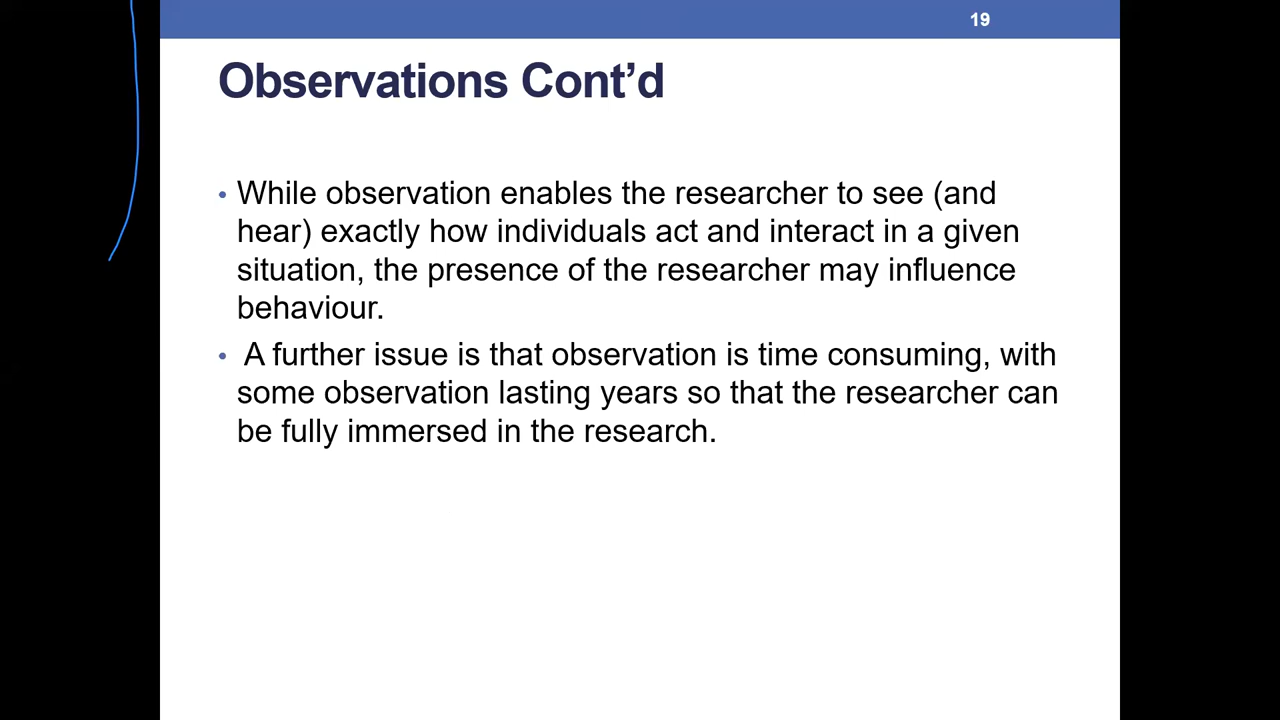 19
Observations Cont’d
• While observation enables the researcher to see (and
hear) exactly how individuals act and interact in a given
situation, the presence of the researcher may influence
behaviour.
• A further issue is that observation is time consuming, with
some observation lasting years so that the researcher can
be fully immersed in the research.